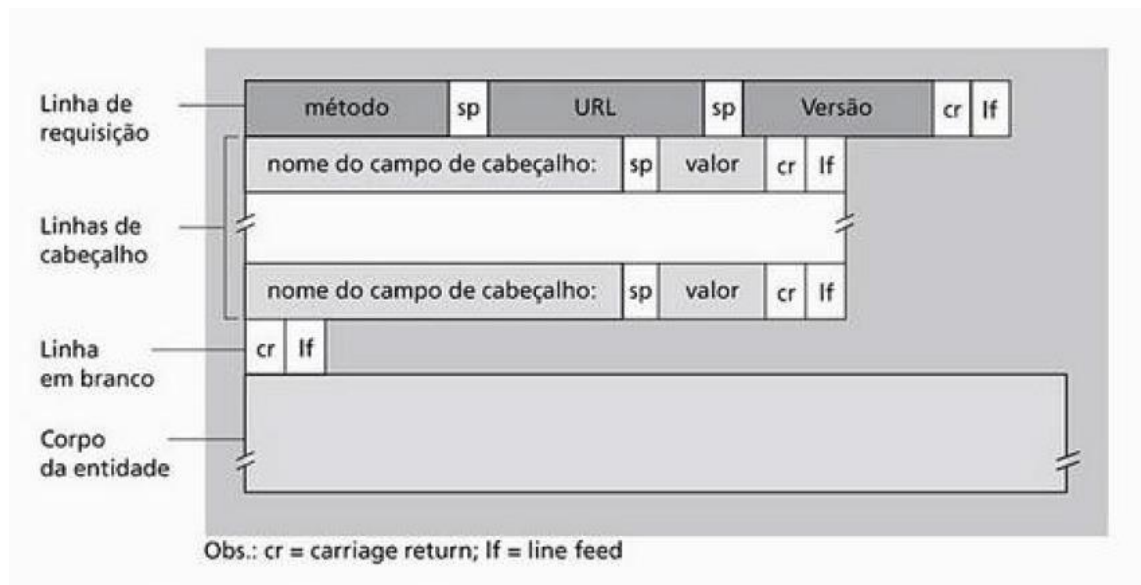 Linha de
requisição
método sp URL sp Versão cr lf
nome do campo de cabeçalho: sp valor cr lf
Linhas de
cabeçalho
nome do campo de cabeçalho: sp valor cr lf
Linha
em branco
cr lf
Corpo
da entidade
Obs.: cr = carriage return; lf = line feed